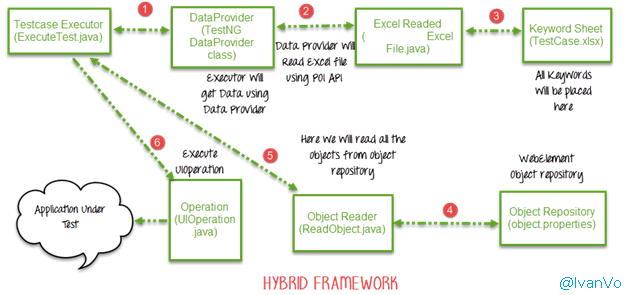 Testcase Executor
(ExecuteTest.java)
1
DataProvider
(TestNG
DataProvider
class)
2
Data Provider Will
Read Excel file
using POI API
Excel Readed
( Excel
File.java)
3
Keyword Sheet
(TestCase.xlsx)
Executor Will
get Data using
Data Provider
All Keywords
Will be placed
here
6
Execute
UIOperation
5
Here We Will read all the
objects from object
repository
WebElement
Object repository
Application Under
Test
Operation
(UIOperation
.java)
Object Reader
(ReadObject.java)
4
Object Repository
(object.properties)
HYBRID FRAMEWORK
@IvanVo